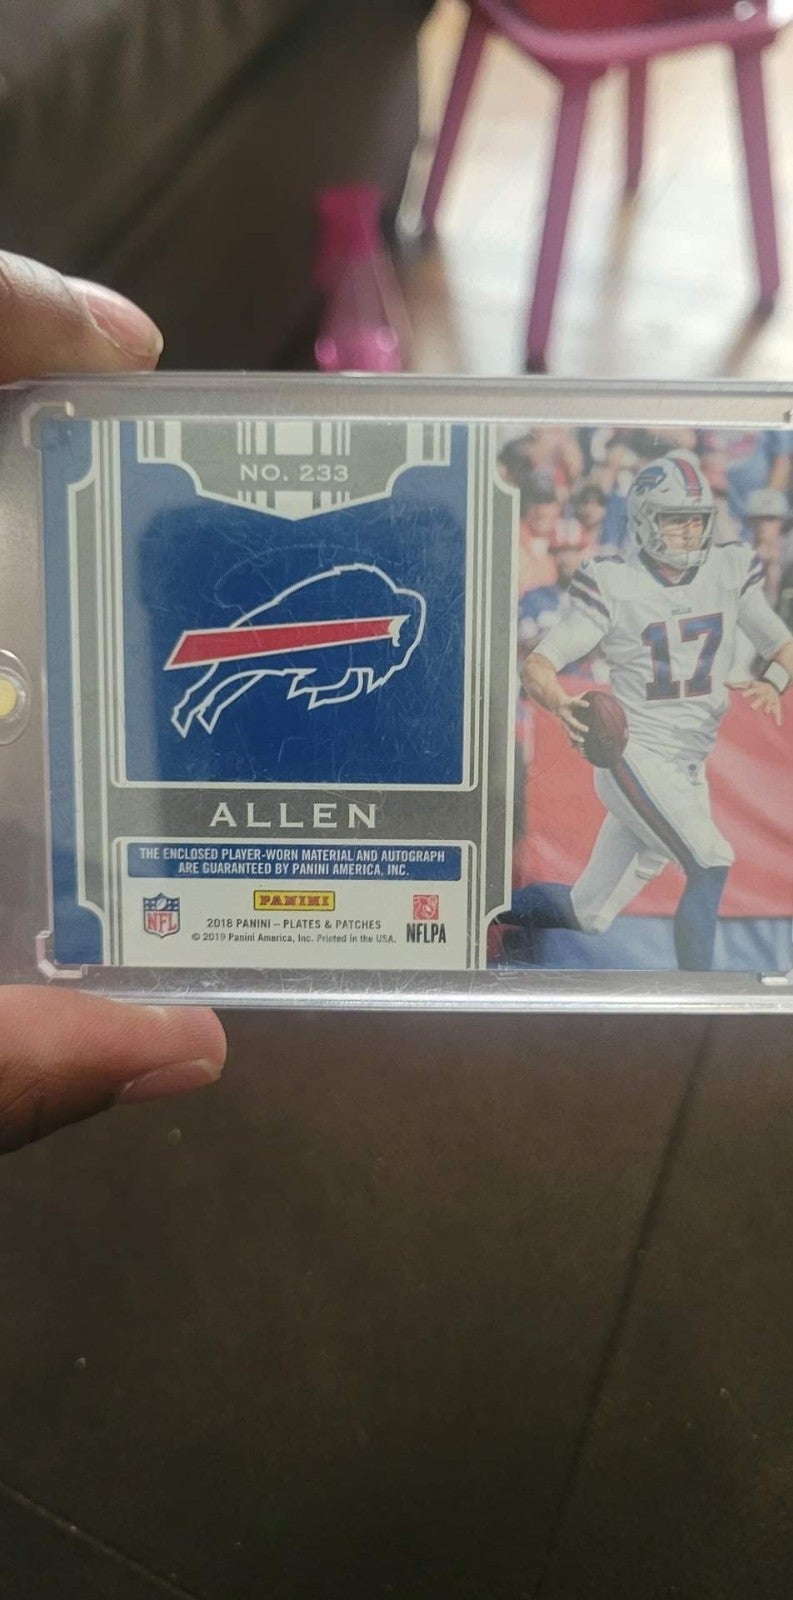 NO. 233
17
ALLEN
THE ENCLOSED PLAYER-WORN MATERIAL AND AUTOGRAPH
ARE GUARANTEED BY PANINI AMERICA, INC.
NFL
PANINI
2018 PANINI – PLATES & PATCHES
© 2019 Panini America, Inc. Printed in the USA.
NFLPA